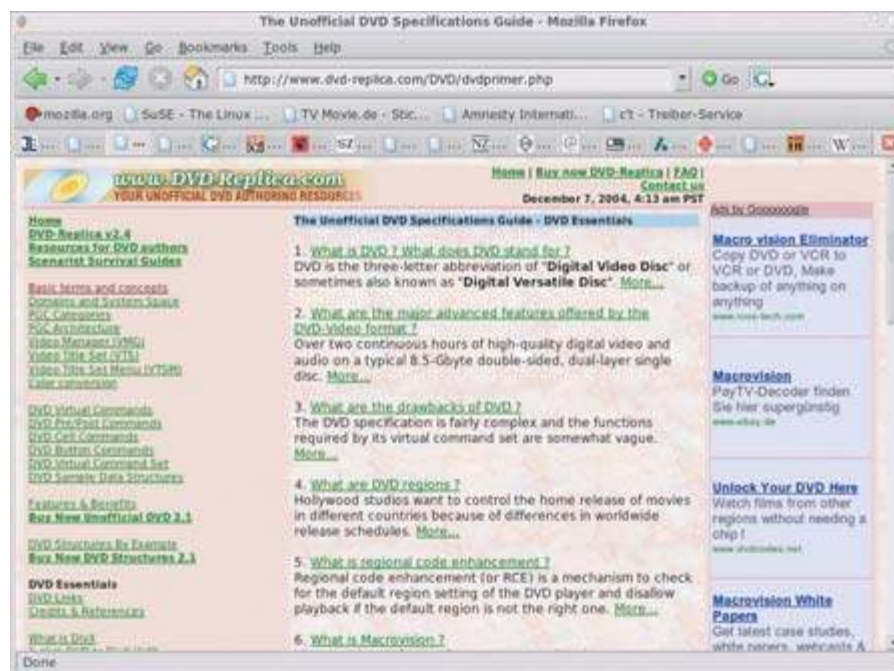 The Unofficial DVD Specifications Guide - Mozilla Firefox
File Edit View Go Bookmarks Tools Help
http://www.dvd-replica.com/DVD/dvdprimer.php Go
mozilla.org SuSE - The Linux ... TV Movie.de - Stic... Amnesty Internati... c't - Treiber-Service
www.DVD-Replica.com
YOUR UNOFFICIAL DVD AUTHORING RESOURCES
Home | Buy now DVD-Replica | FAQ |
Contact us
December 7, 2004, 4:13 am PST
Home
DVD-Replica v2.4
Resources for DVD authors
Scenarist Survival Guides
Basic terms and concepts
Domains and System Space
PGC Categories
PGC Architecture
Video Manager (VMG)
Video Title Set (VTS)
Video Title Set Menu (VTSM)
Color conversion
DVD Virtual Commands
DVD Pre/Post Commands
DVD Cell Commands
DVD Button Commands
DVD Virtual Command Set
DVD Sample Data Structures
Features & Benefits
Buy Now Unofficial DVD 2.1
DVD Structures By Example
Buy New DVD Structures 2.1
DVD Essentials
DVD Links
Credits & References
What is DivX
The Unofficial DVD Specifications Guide - DVD Essentials
1. What is DVD ? What does DVD stand for ?
DVD is the three-letter abbreviation of "Digital Video Disc" or
sometimes also known as "Digital Versatile Disc". More...
2. What are the major advanced features offered by the
DVD-Video format ?
Over two continuous hours of high-quality digital video and
audio on a typical 8.5-Gbyte double-sided, dual-layer single
disc. More...
3. What are the drawbacks of DVD ?
The DVD specification is fairly complex and the functions
required by its virtual command set are somewhat vague.
More...
4. What are DVD regions ?
Hollywood studios want to control the home release of movies
in different countries because of differences in worldwide
release schedules. More...
5. What is regional code enhancement ?
Regional code enhancement (or RCE) is a mechanism to check
for the default region setting of the DVD player and disallow
playback if the default region is not the right one. More...
6. What is Macrovision ?
Ads by Goooooogle
Macro vision Eliminator
Copy DVD or VCR to
VCR or DVD, Make
backup of anything on
anything
Macrovision
PayTV-Decoder finden
Sie hier supergünstig
www.ebay.de
Unlock Your DVD Here
Watch films from other
regions without needing a
chip !
Macrovision White
Papers
Get latest case studies,
white papers, webcasts &
Done